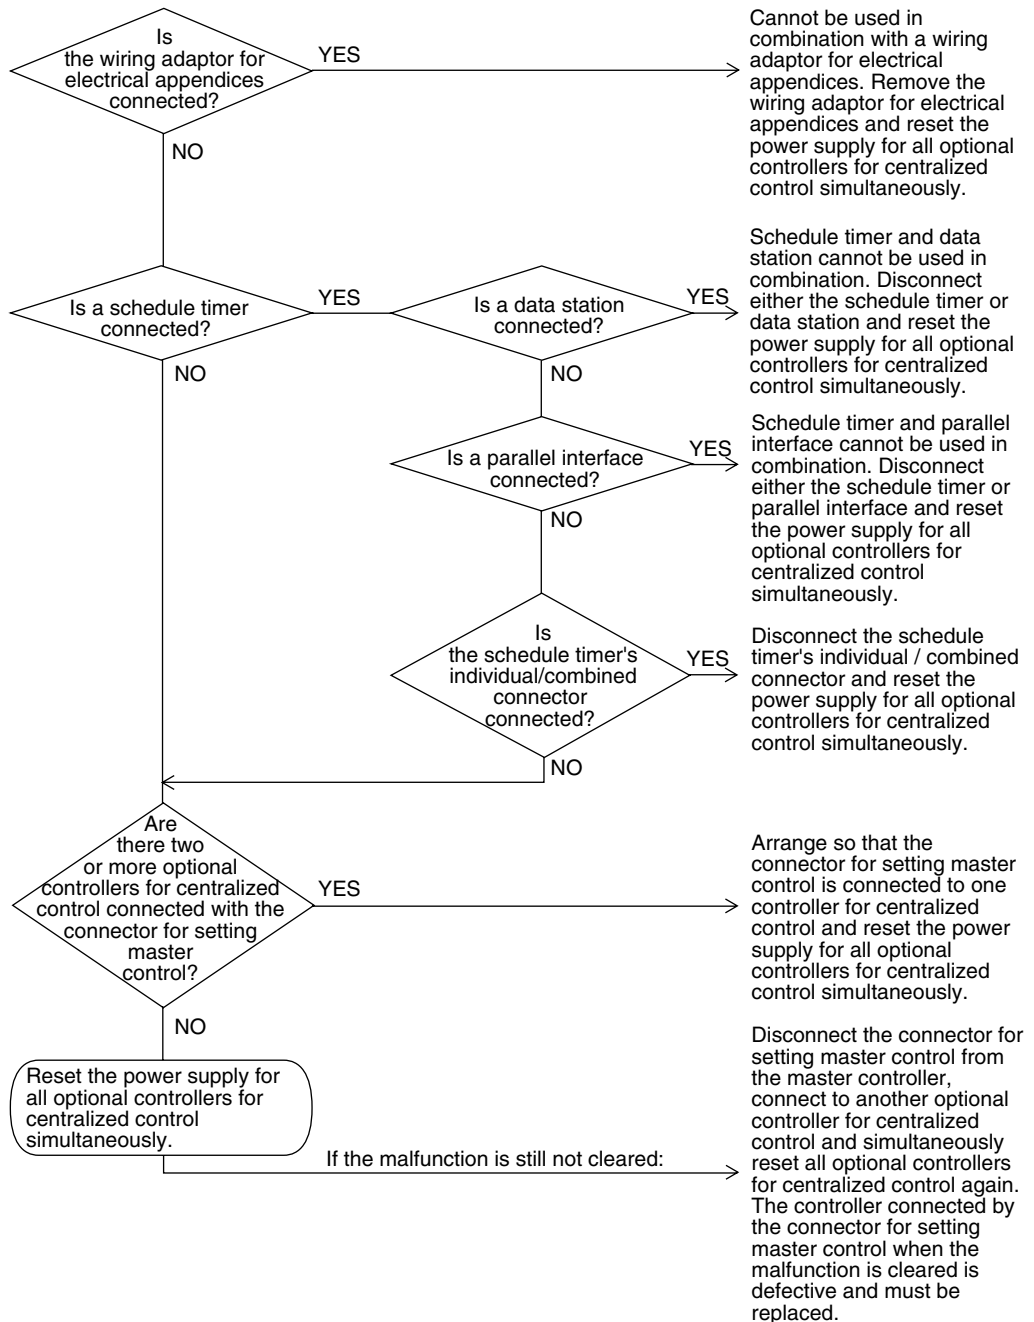 Is
the wiring adaptor for
electrical appendices
connected?
YES
Cannot be used in
combination with a wiring
adaptor for electrical
appendices. Remove the
wiring adaptor for electrical
appendices and reset the
power supply for all optional
controllers for centralized
control simultaneously.
NO
Is a schedule timer
connected?
YES
Is a data station
connected?
YES
Schedule timer and data
station cannot be used in
combination. Disconnect
either the schedule timer or
data station and reset the
power supply for all optional
controllers for centralized
control simultaneously.
NO
NO
Is a parallel interface
connected?
YES
Schedule timer and parallel
interface cannot be used in
combination. Disconnect
either the schedule timer or
parallel interface and reset
the power supply for all
optional controllers for
centralized control
simultaneously.
NO
Is
the schedule timer's
individual/combined
connector
connected?
YES
Disconnect the schedule
timer's individual / combined
connector and reset the
power supply for all optional
controllers for centralized
control simultaneously.
NO
Are
there two
or more optional
controllers for centralized
control connected with the
connector for setting
master
control?
YES
Arrange so that the
connector for setting master
control is connected to one
controller for centralized
control and reset the power
supply for all optional
controllers for centralized
control simultaneously.
NO
Reset the power supply for
all optional controllers for
centralized control
simultaneously.
If the malfunction is still not cleared:
Disconnect the connector for
setting master control from
the master controller,
connect to another optional
controller for centralized
control and simultaneously
reset all optional controllers
for centralized control again.
The controller connected by
the connector for setting
master control when the
malfunction is cleared is
defective and must be
replaced.